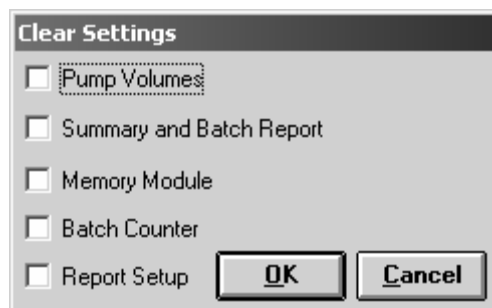 Clear Settings
Pump Volumes
Summary and Batch Report
Memory Module
Batch Counter
Report Setup OK Cancel